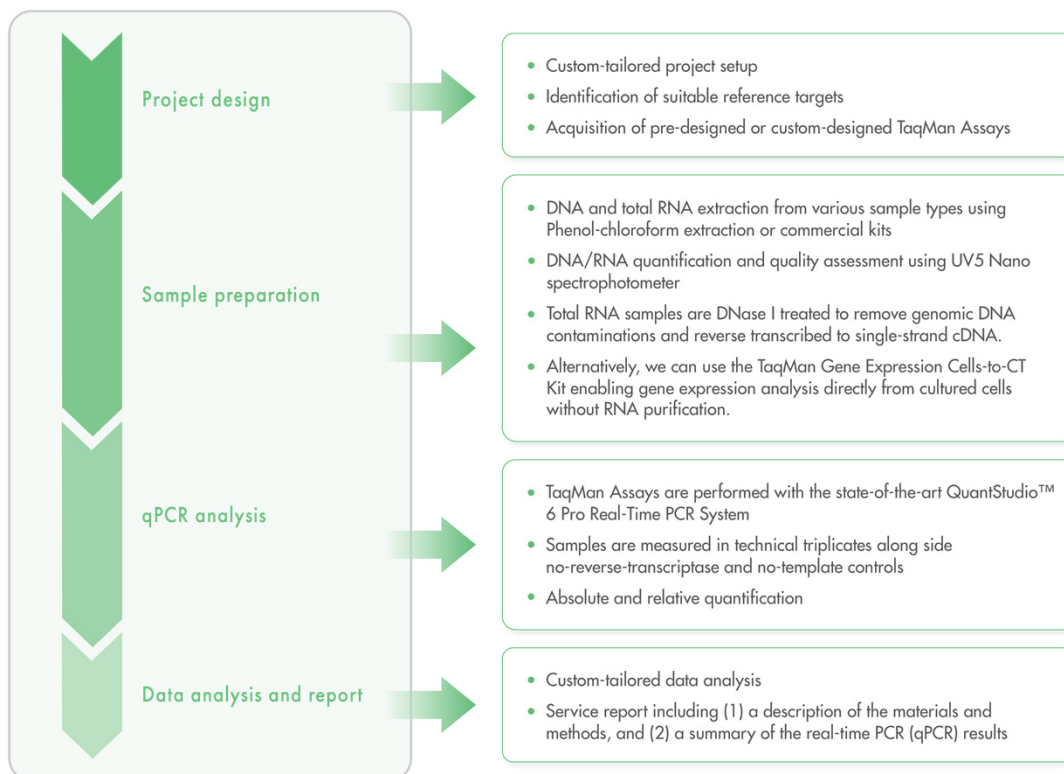 Project design
Custom-tailored project setup
Identification of suitable reference targets
Acquisition of pre-designed or custom-designed TaqMan Assays
Sample preparation
DNA and total RNA extraction from various sample types using
Phenol-chloroform extraction or commercial kits
DNA/RNA quantification and quality assessment using UV5 Nano
spectrophotometer
Total RNA samples are DNase I treated to remove genomic DNA
contaminations and reverse transcribed to single-strand cDNA.
Alternatively, we can use the TaqMan Gene Expression Cells-to-CT
Kit enabling gene expression analysis directly from cultured cells
without RNA purification.
qPCR analysis
TaqMan Assays are performed with the state-of-the-art QuantStudio™
6 Pro Real-Time PCR System
Samples are measured in technical triplicates along side
no-reverse-transcriptase and no-template controls
Absolute and relative quantification
Data analysis and report
Custom-tailored data analysis
Service report including (1) a description of the materials and
methods, and (2) a summary of the real-time PCR (qPCR) results